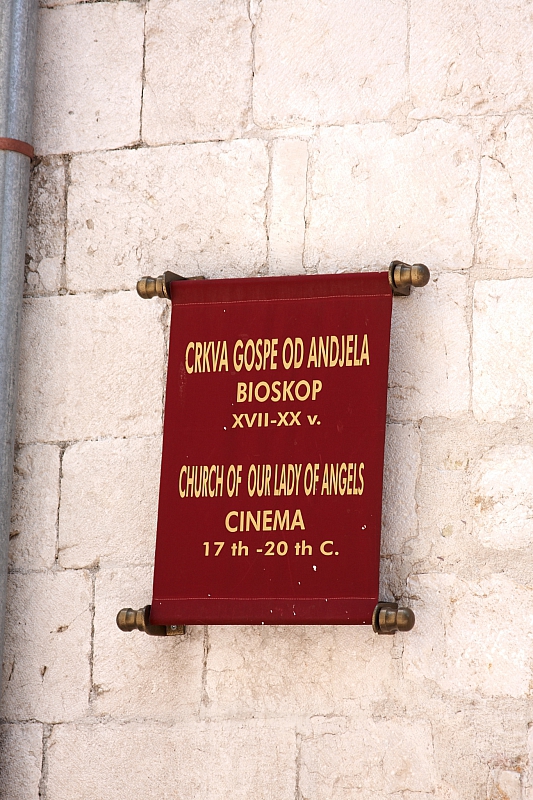 CRKVA GOSPE OD ANDJELA
BIOSKOP
XVII-XX v.
CHURCH OF OUR LADY OF ANGELS
CINEMA
17 th -20 th C.